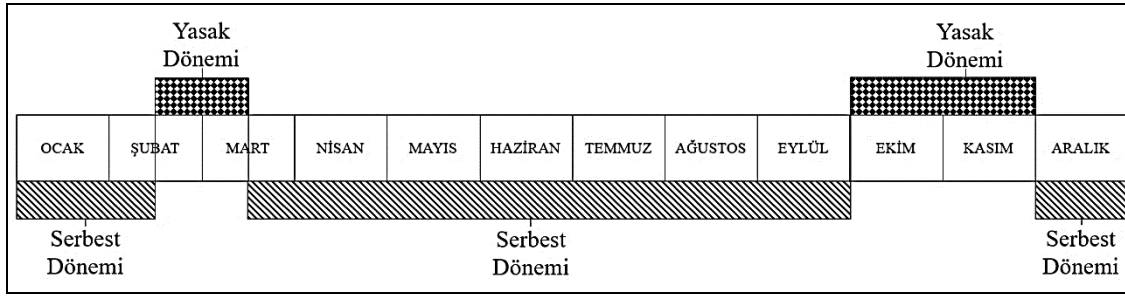 Yasak
Dönemi
Yasak
Dönemi
OCAK ŞUBAT MART NİSAN MAYIS HAZİRAN TEMMUZ AĞUSTOS EYLÜL EKİM KASIM ARALIK
Serbest
Dönemi
Serbest
Dönemi
Serbest
Dönemi